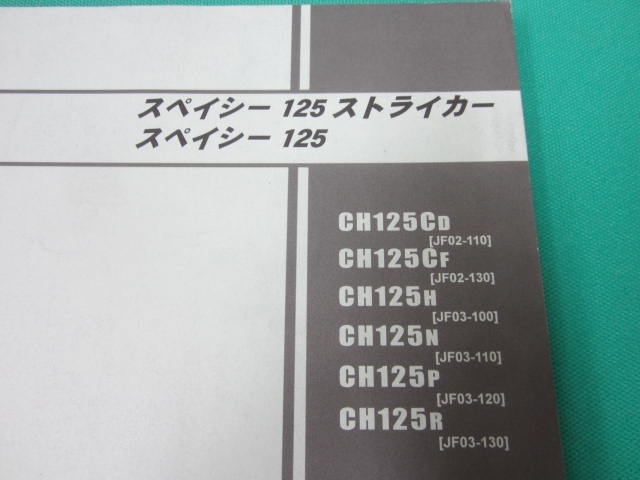 スペイシー 125 ストライカー
スペイシー 125
CH125CD
[JF02-110]
CH125CF
[JF02-130]
CH125H
[JF03-100]
CH125N
[JF03-110]
CH125P
[JF03-120]
CH125R
[JF03-130]